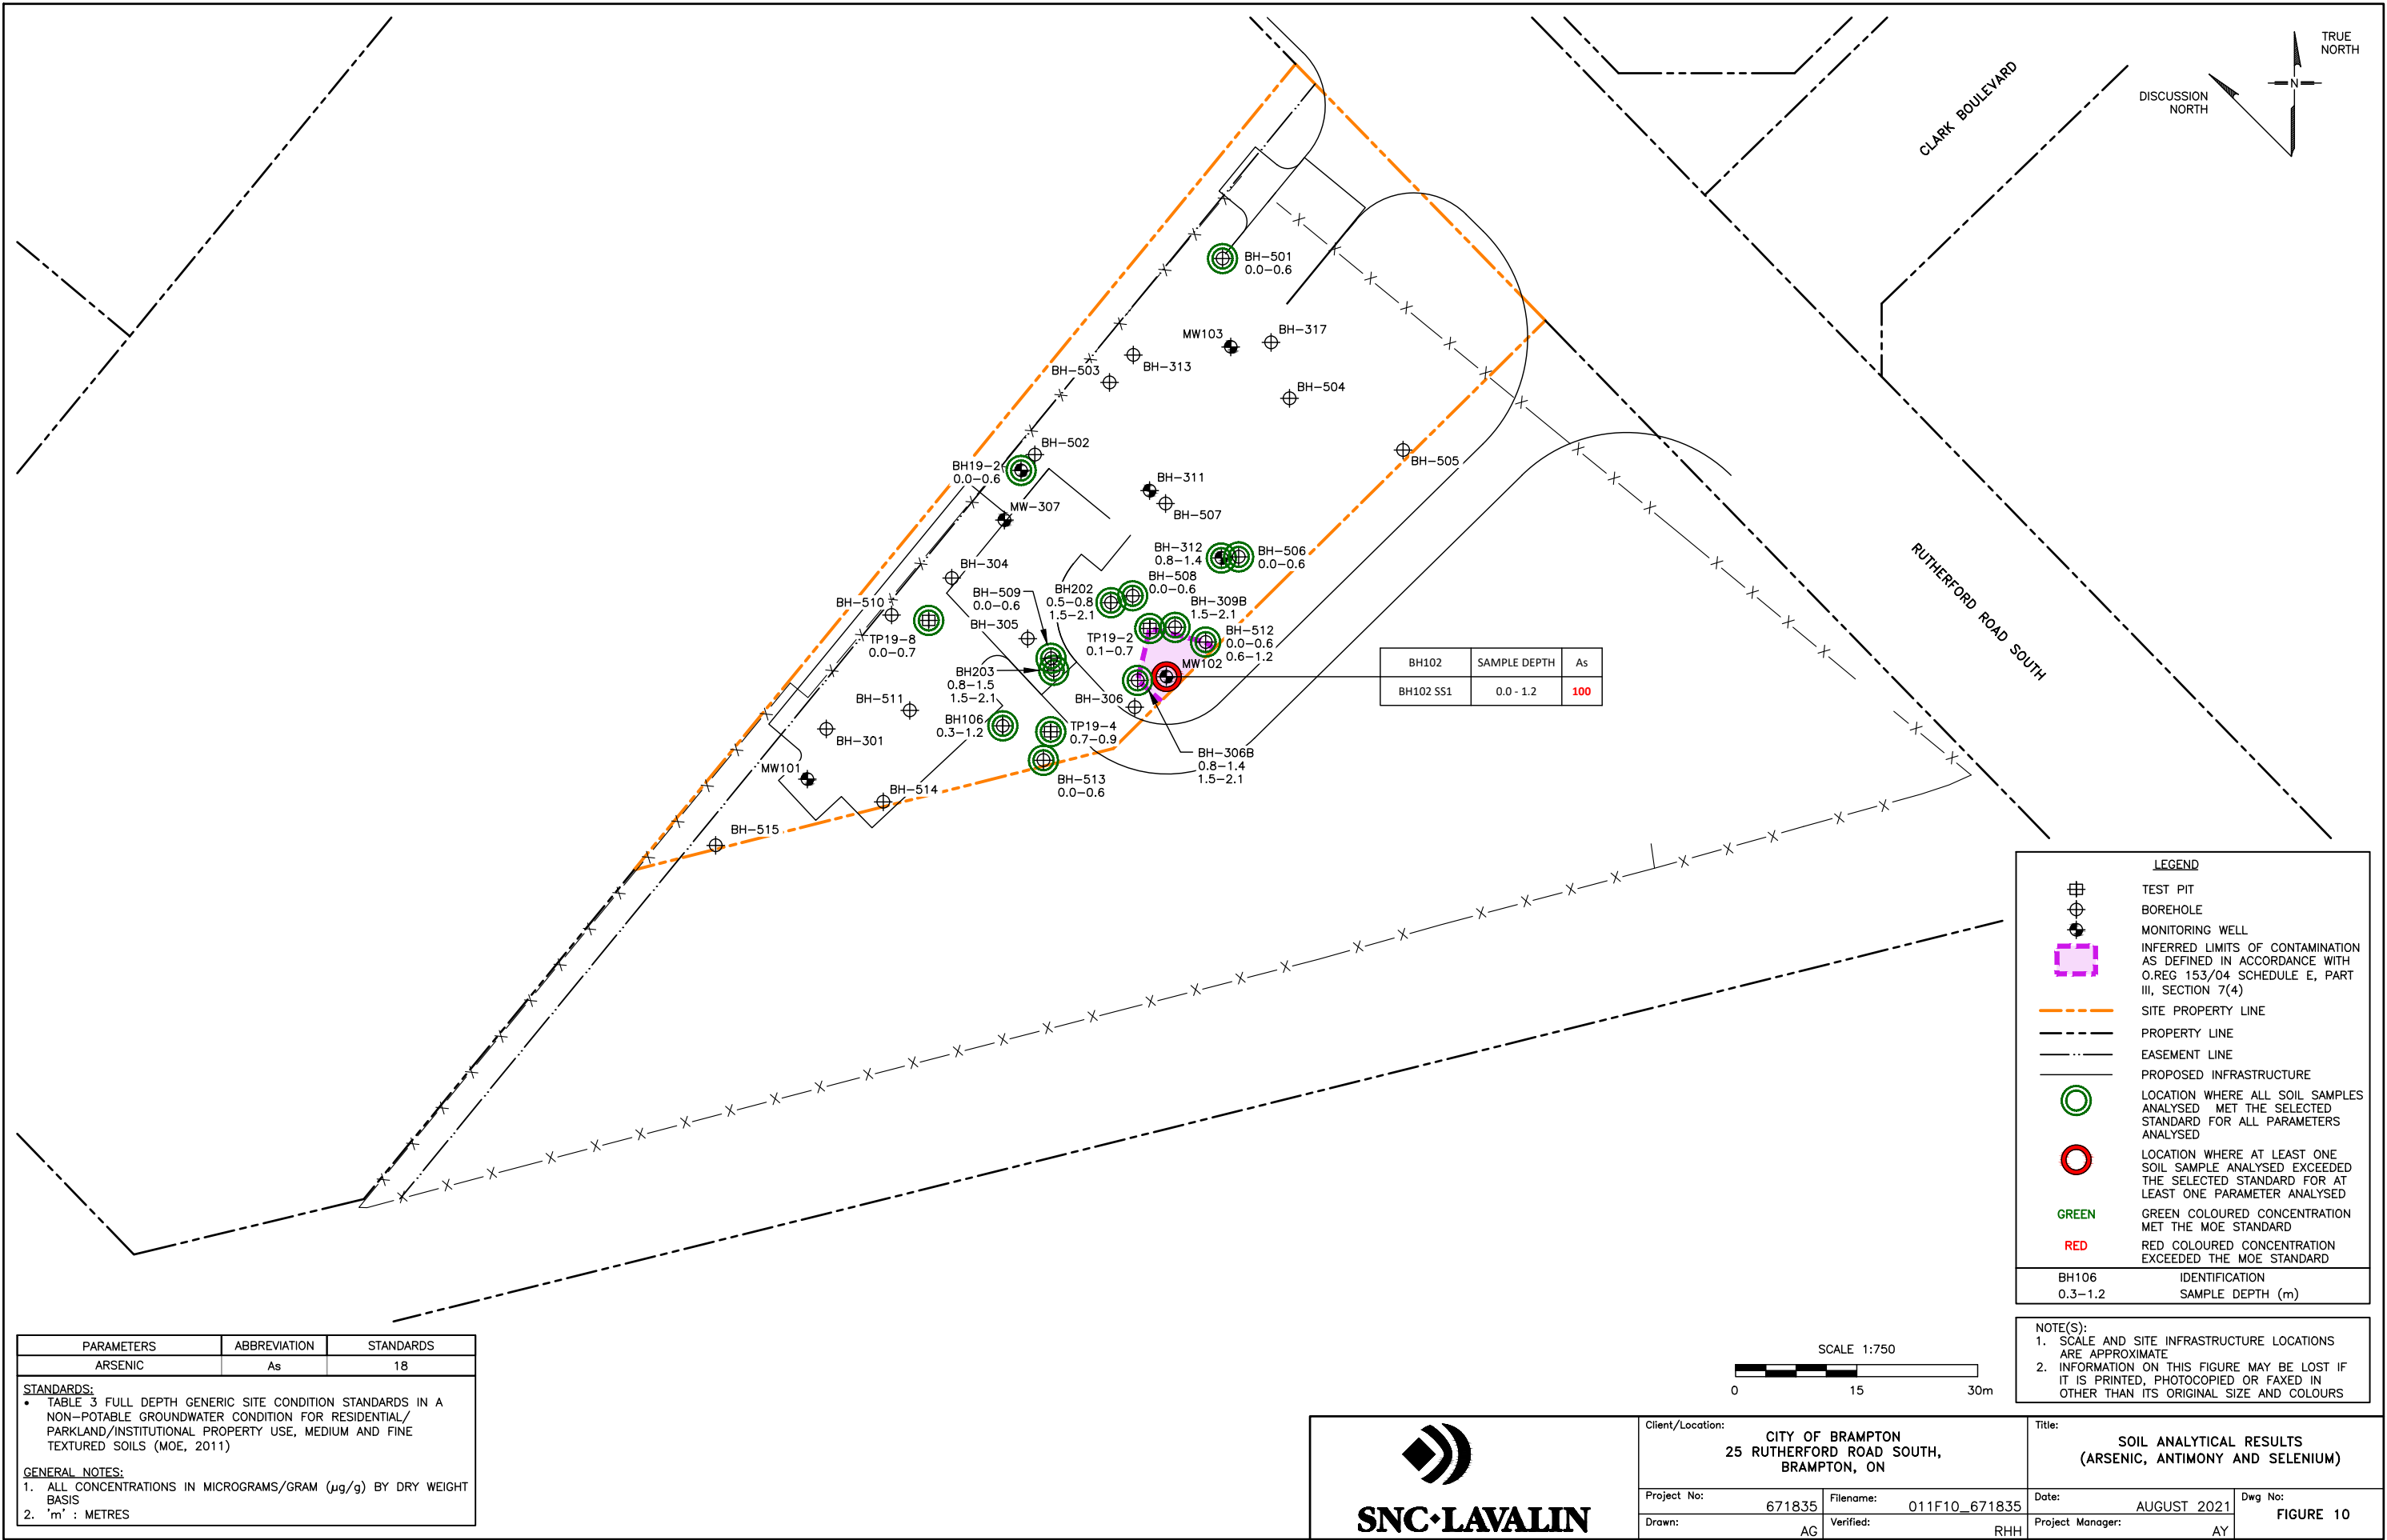 TRUE
NORTH
DISCUSSION
NORTH
N
CLARK BOULEVARD
RUTHERFORD ROAD SOUTH
BH-501
0.0-0.6
MW103
BH-317
BH-313
BH-503
BH-504
BH-502
BH19-2
0.0-0.6
BH-505
BH-311
MW-307
BH-507
BH-312
0.8-1.4
BH-506
0.0-0.6
BH-304
BH-508
0.0-0.6
BH-509
0.0-0.6
BH202
0.5-0.8
1.5-2.1
BH-309B
1.5-2.1
BH-510
BH-305
TP19-8
0.0-0.7
TP19-2
0.1-0.7
BH-512
0.0-0.6
0.6-1.2
MW102
BH203
0.8-1.5
1.5-2.1
BH-511
BH-306
BH106
0.3-1.2
TP19-4
0.7-0.9
BH-301
BH-306B
0.8-1.4
1.5-2.1
MW101
BH-513
0.0-0.6
BH-514
BH-515
BH102 SAMPLE DEPTH As
BH102 SS1 0.0 - 1.2 100
LEGEND
TEST PIT
BOREHOLE
MONITORING WELL
INFERRED LIMITS OF CONTAMINATION
AS DEFINED IN ACCORDANCE WITH
O.REG 153/04 SCHEDULE E, PART
III, SECTION 7(4)
SITE PROPERTY LINE
PROPERTY LINE
EASEMENT LINE
PROPOSED INFRASTRUCTURE
LOCATION WHERE ALL SOIL SAMPLES
ANALYSED MET THE SELECTED
STANDARD FOR ALL PARAMETERS
ANALYSED
LOCATION WHERE AT LEAST ONE
SOIL SAMPLE ANALYSED EXCEEDED
THE SELECTED STANDARD FOR AT
LEAST ONE PARAMETER ANALYSED
GREEN GREEN COLOURED CONCENTRATION
MET THE MOE STANDARD
RED RED COLOURED CONCENTRATION
EXCEEDED THE MOE STANDARD
BH106 IDENTIFICATION
0.3-1.2 SAMPLE DEPTH (m)
NOTE(S):
1. SCALE AND SITE INFRASTRUCTURE LOCATIONS
ARE APPROXIMATE
2. INFORMATION ON THIS FIGURE MAY BE LOST IF
IT IS PRINTED, PHOTOCOPIED OR FAXED IN
OTHER THAN ITS ORIGINAL SIZE AND COLOURS
SCALE 1:750
0 15 30m
PARAMETERS ABBREVIATION STANDARDS
ARSENIC As 18
STANDARDS:
• TABLE 3 FULL DEPTH GENERIC SITE CONDITION STANDARDS IN A
NON-POTABLE GROUNDWATER CONDITION FOR RESIDENTIAL/
PARKLAND/INSTITUTIONAL PROPERTY USE, MEDIUM AND FINE
TEXTURED SOILS (MOE, 2011)
GENERAL NOTES:
1. ALL CONCENTRATIONS IN MICROGRAMS/GRAM (µg/g) BY DRY WEIGHT
BASIS
2. 'm' : METRES
SNC•LAVALIN
Client/Location:
CITY OF BRAMPTON
25 RUTHERFORD ROAD SOUTH,
BRAMPTON, ON
Title:
SOIL ANALYTICAL RESULTS
(ARSENIC, ANTIMONY AND SELENIUM)
Project No: 671835
Filename: 011F10_671835
Date: AUGUST 2021
Dwg No: FIGURE 10
Drawn: AG
Verified: RHH
Project Manager: AY